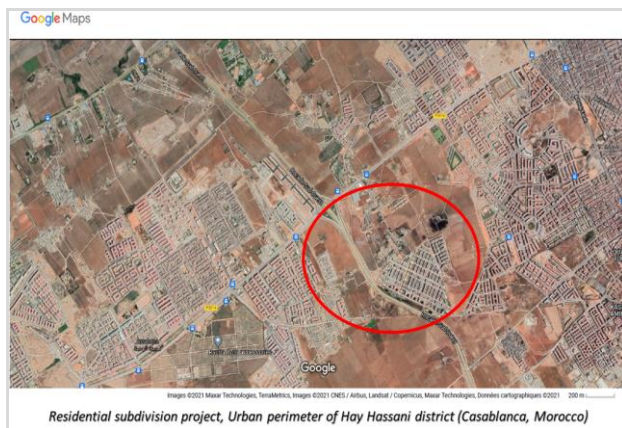 Google Maps
Google
Images ©2021 Maxar Technologies, TerraMetrics, Images ©2021 CNES / Airbus, Landsat / Copernicus, Maxar Technologies, Données cartographiques ©2021 200 m
Residential subdivision project, Urban perimeter of Hay Hassani district (Casablanca, Morocco)